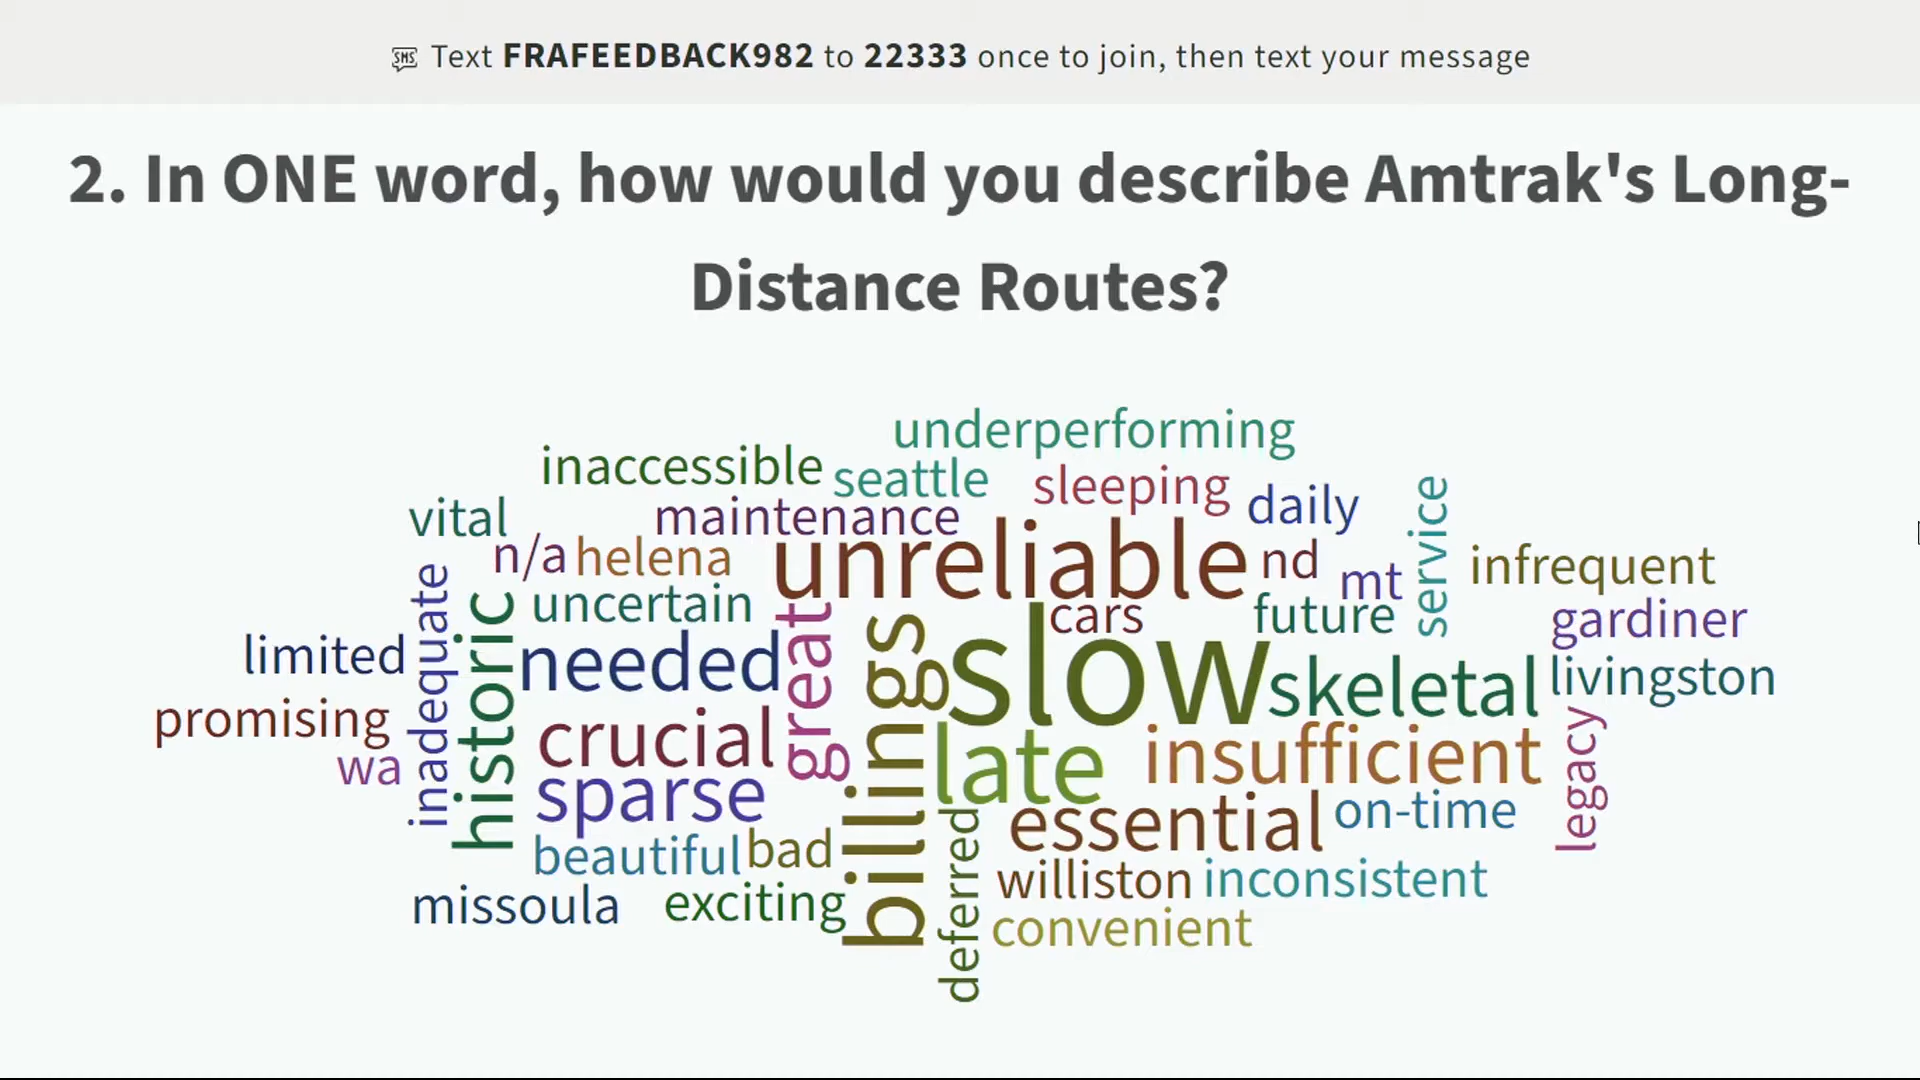 SMS Text FRAFEEDBACK982 to 22333 once to join, then text your message
2. In ONE word, how would you describe Amtrak's Long-
Distance Routes?
underperforming
inaccessible
seattle
sleeping
daily
service
vital
maintenance
n/a
helena
unreliable
nd
mt
infrequent
inadequate
historic
uncertain
great
cars
future
gardiner
limited
needed
billings
slow
skeletal
livingston
promising
crucial
late
insufficient
legacy
wa
sparse
essential
on-time
beautiful
bad
deferred
williston
inconsistent
missoula
exciting
convenient